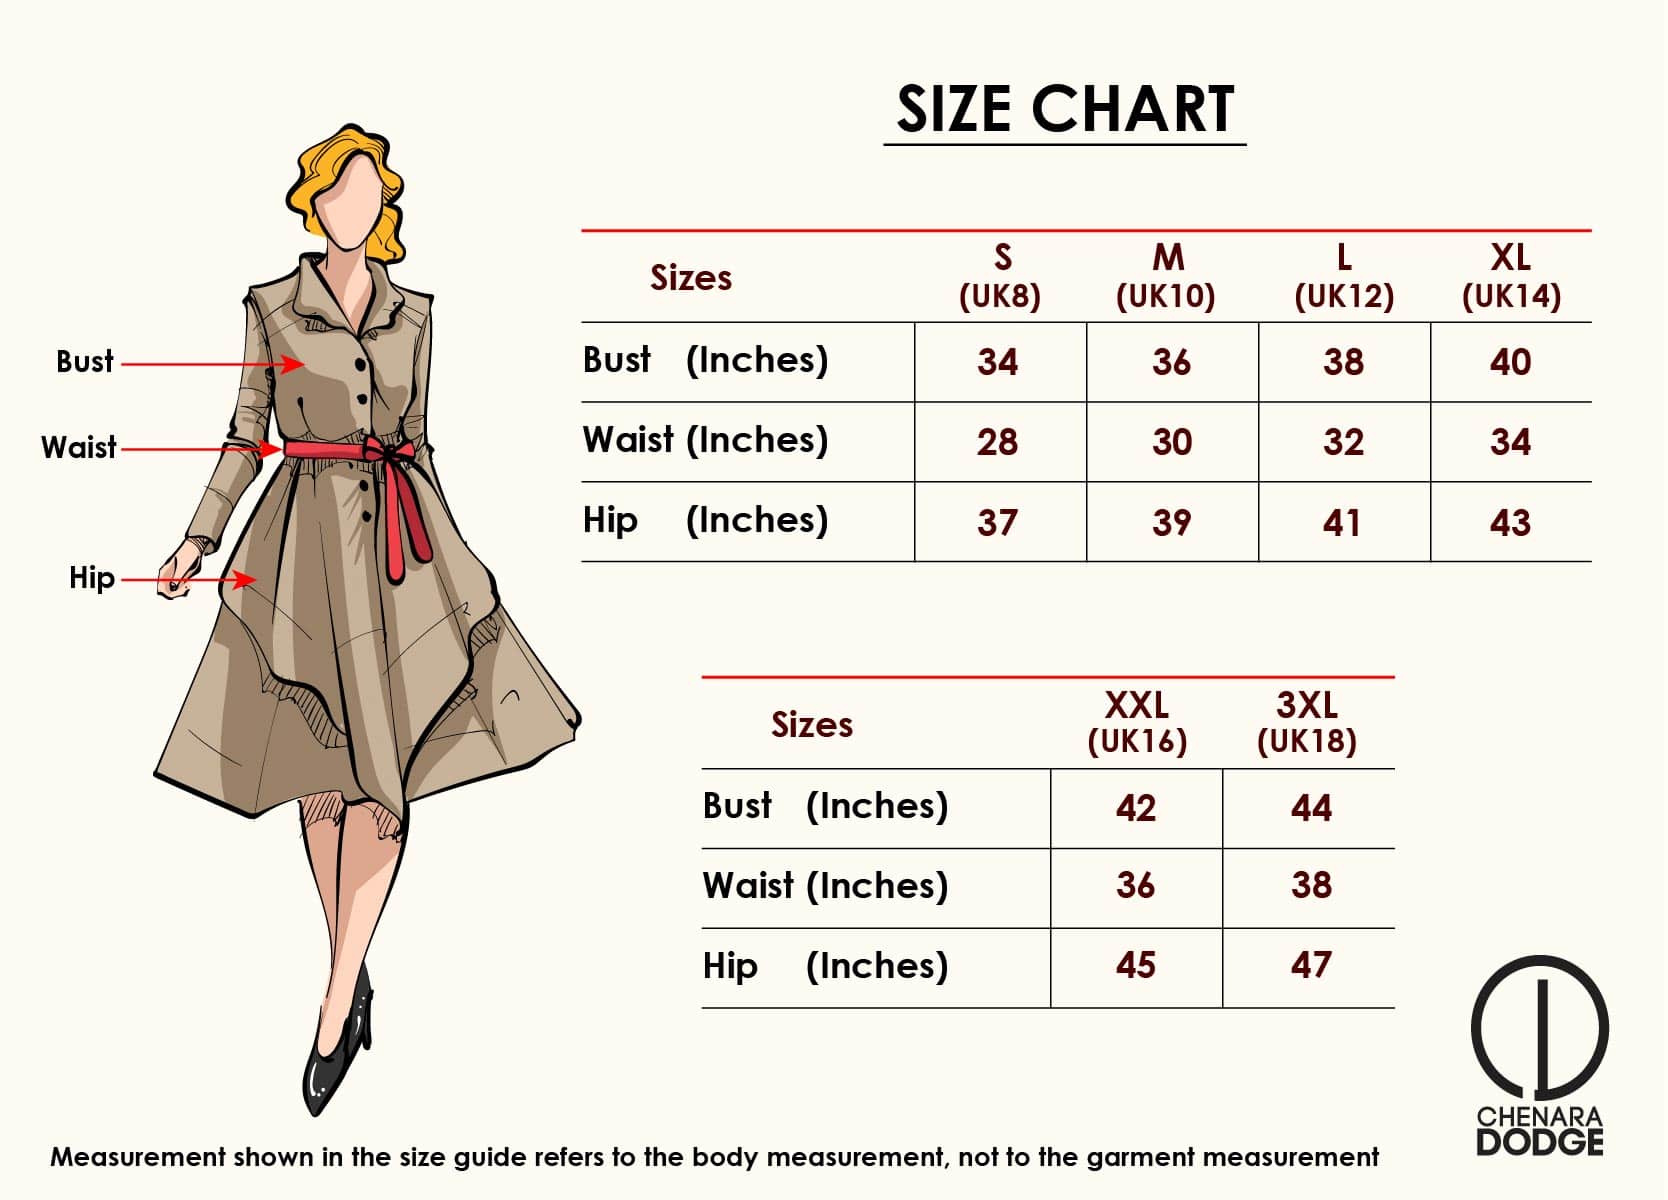 SIZE CHART
Sizes S M L XL
(UK8) (UK10) (UK12) (UK14)
Bust (Inches) 34 36 38 40
Waist (Inches) 28 30 32 34
Hip (Inches) 37 39 41 43
Bust
Waist
Hip
Sizes XXL 3XL
(UK16) (UK18)
Bust (Inches) 42 44
Waist (Inches) 36 38
Hip (Inches) 45 47
CHENARA
DODGE
Measurement shown in the size guide refers to the body measurement, not to the garment measurement